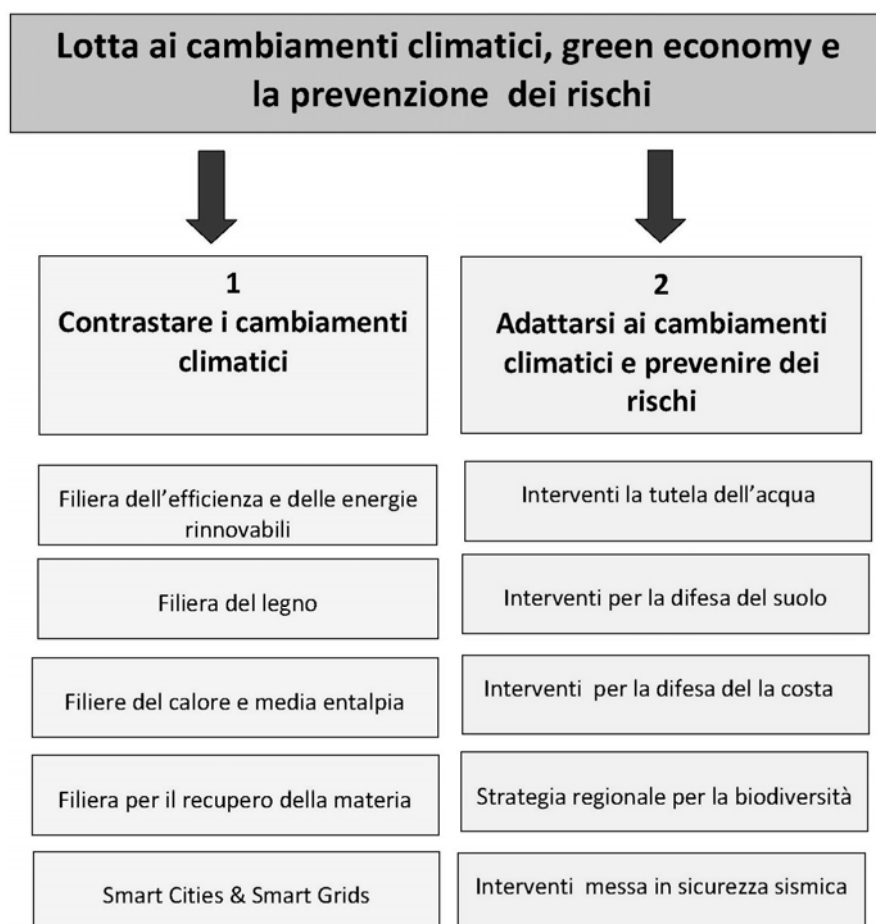 Lotta ai cambiamenti climatici, green economy e
la prevenzione dei rischi
1
Contrastare i cambiamenti
climatici
Filiera dell'efficienza e delle energie
rinnovabili
Filiera del legno
Filiere del calore e media entalpia
Filiera per il recupero della materia
Smart Cities & Smart Grids
2
Adattarsi ai cambiamenti
climatici e prevenire dei
rischi
Interventi la tutela dell'acqua
Interventi per la difesa del suolo
Interventi per la difesa del la costa
Strategia regionale per la biodiversità
Interventi messa in sicurezza sismica